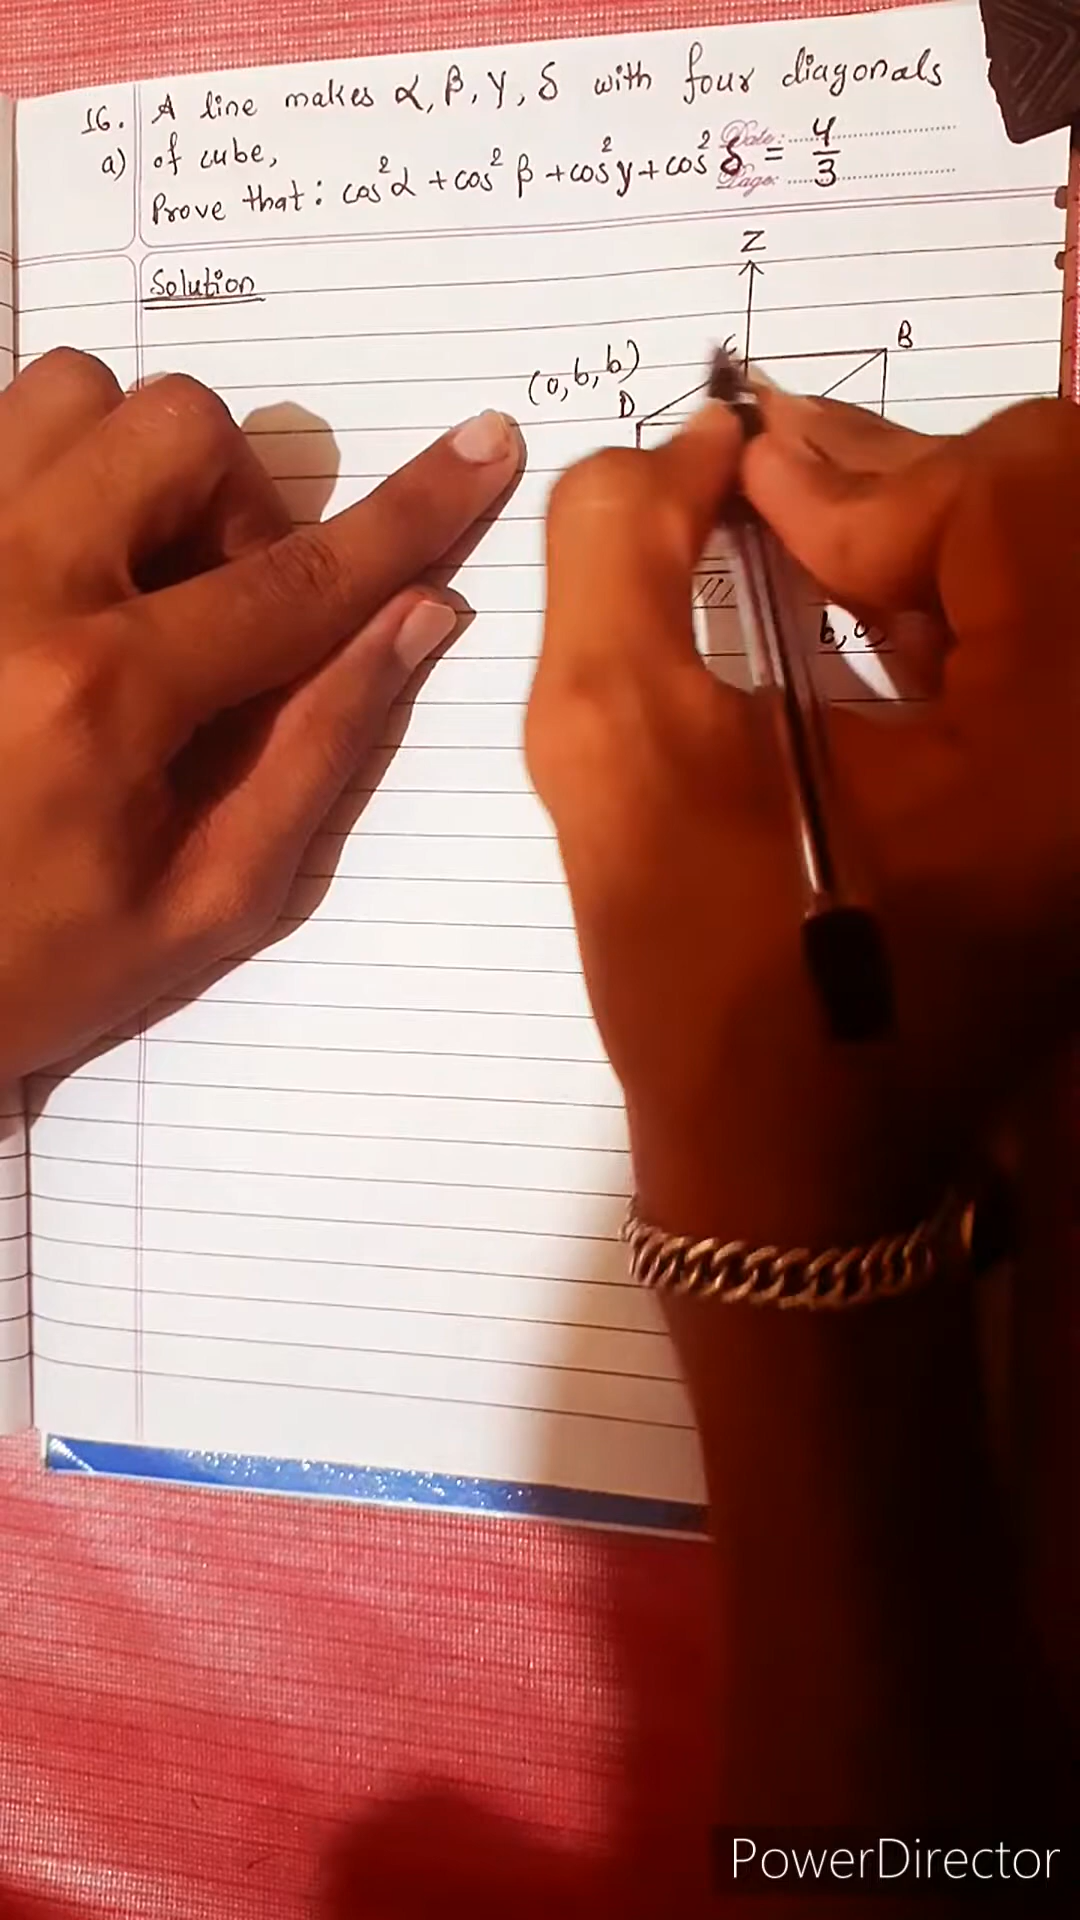 16. A line makes α, β, γ, δ with four diagonals
a) of cube,
Prove that: cos²α + cos²β + cos²γ + cos²δ = 4/3
Date:
Page:
Solution
Z
C B
(0, b, b)
D
b, 0,
PowerDirector